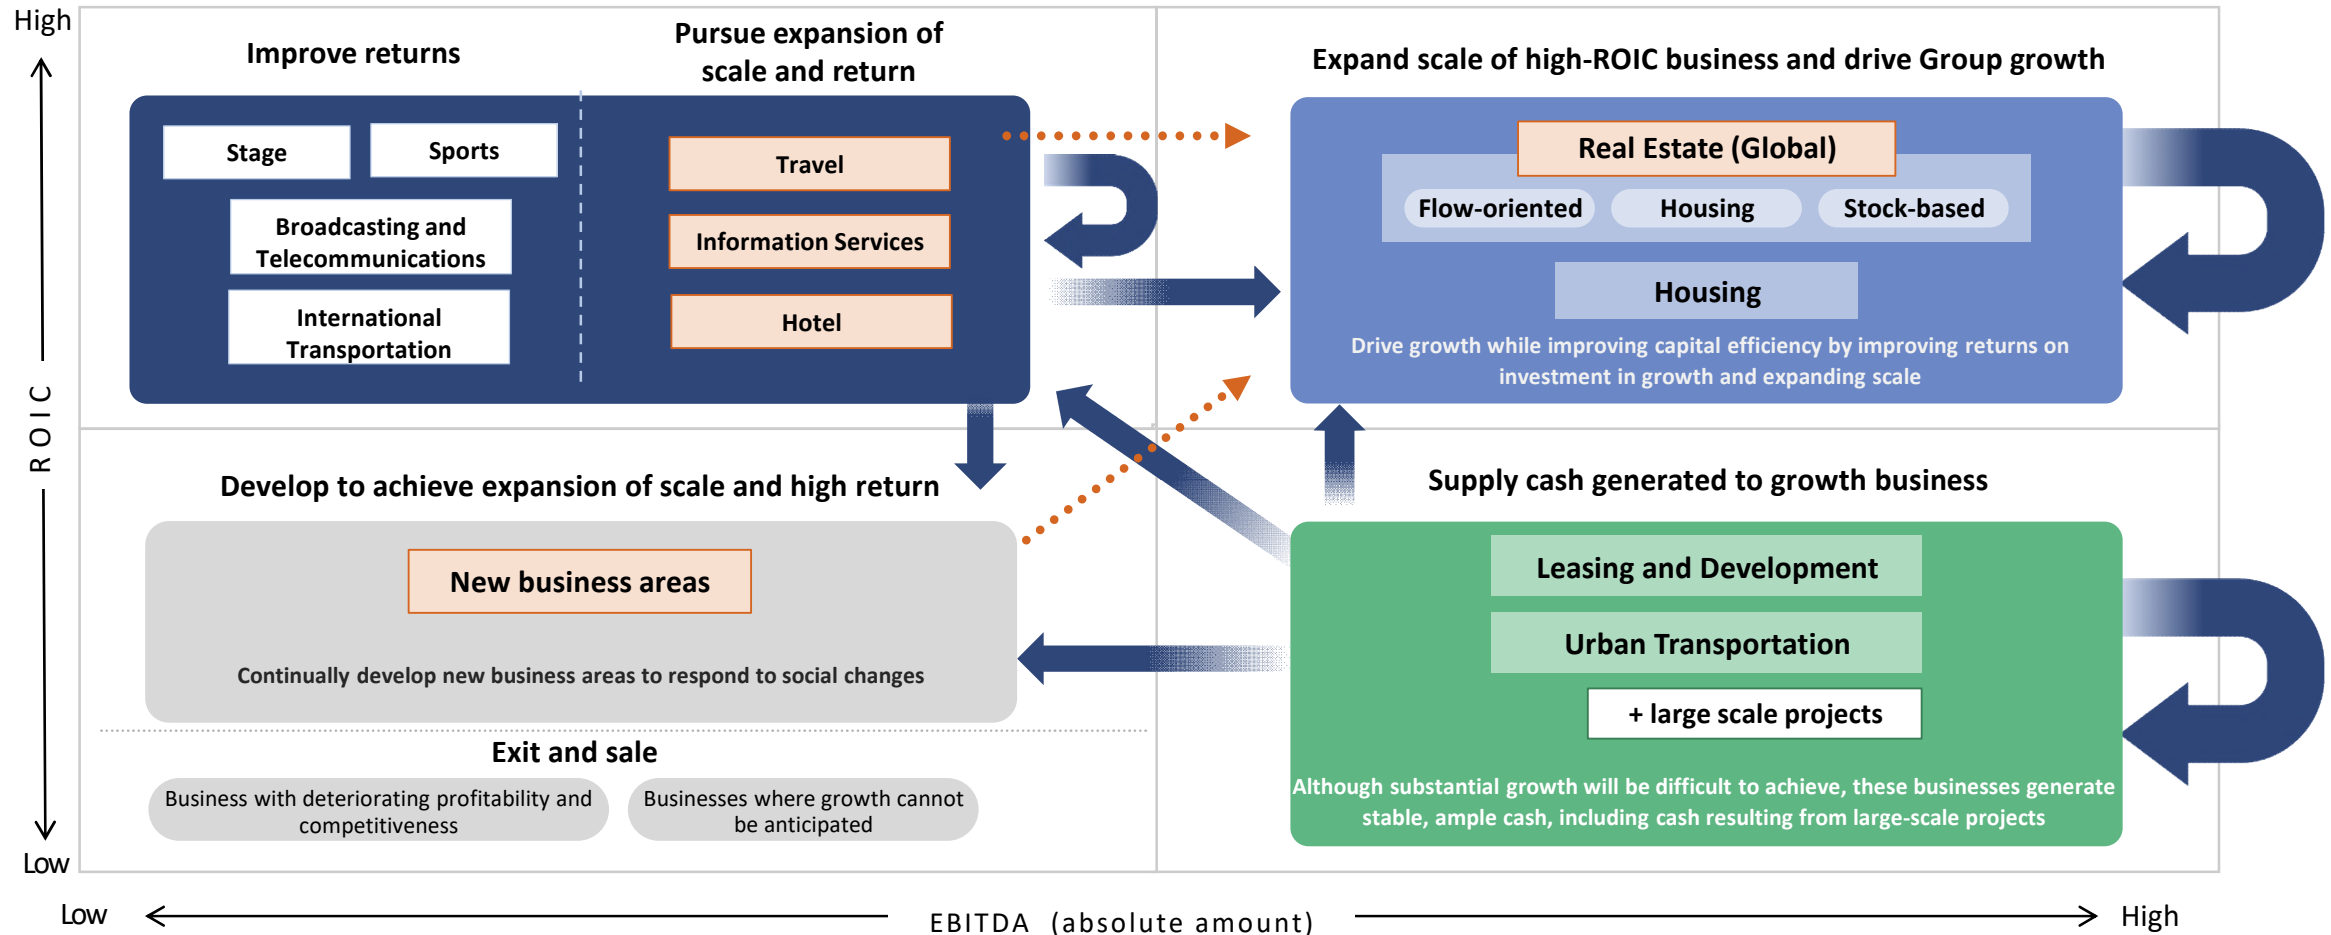 High
Improve returns
Pursue expansion of
scale and return
Stage
Sports
Broadcasting and
Telecommunications
International
Transportation
Travel
Information Services
Hotel
Expand scale of high-ROIC business and drive Group growth
Real Estate (Global)
Flow-oriented
Housing
Stock-based
Housing
Drive growth while improving capital efficiency by improving returns on
investment in growth and expanding scale
ROIC
Develop to achieve expansion of scale and high return
New business areas
Continually develop new business areas to respond to social changes
Exit and sale
Business with deteriorating profitability and
competitiveness
Businesses where growth cannot
be anticipated
Supply cash generated to growth business
Leasing and Development
Urban Transportation
+ large scale projects
Although substantial growth will be difficult to achieve, these businesses generate
stable, ample cash, including cash resulting from large-scale projects
Low
Low
EBITDA (absolute amount)
High